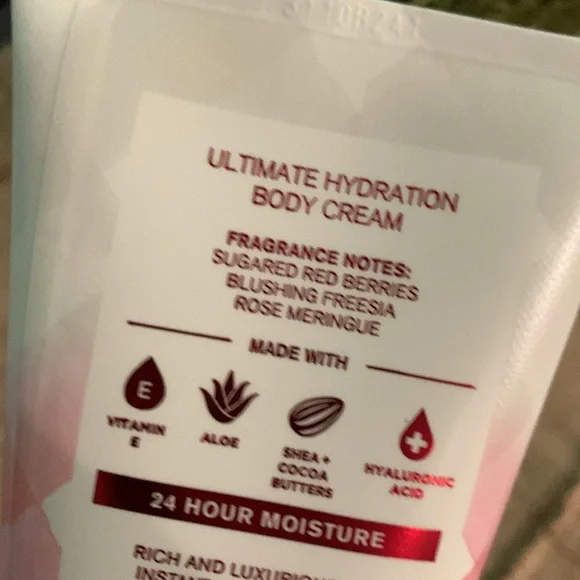 ULTIMATE HYDRATION
BODY CREAM
FRAGRANCE NOTES:
SUGARED RED BERRIES
BLUSHING FREESIA
ROSE MERINGUE
MADE WITH
E
VITAMIN
E
ALOE
SHEA +
COCOA
BUTTERS
HYALURONIC
ACID
24 HOUR MOISTURE
RICH AND